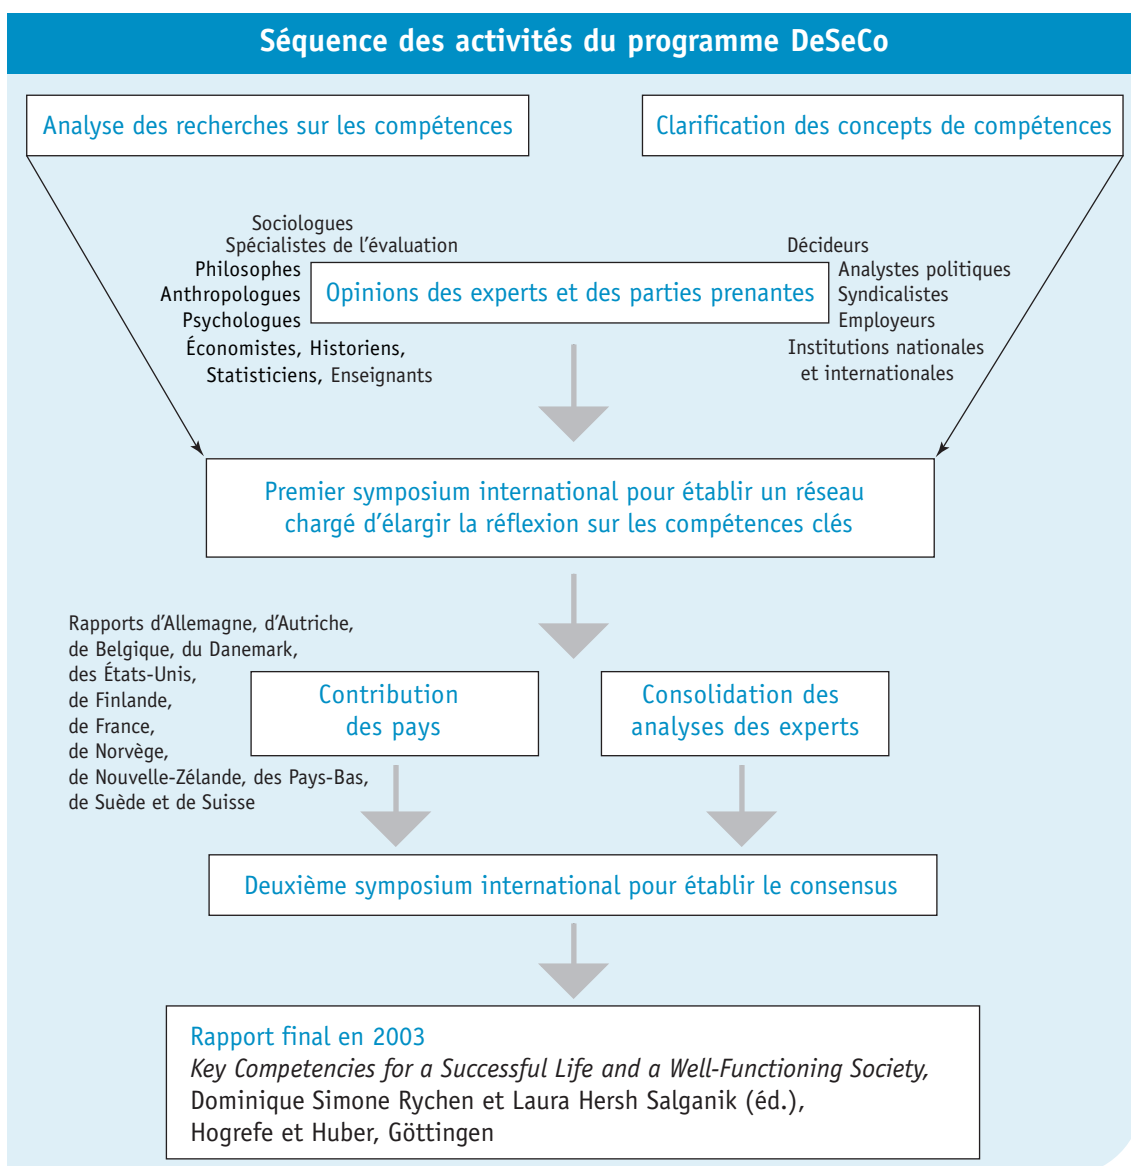 Séquence des activités du programme DeSeCo
Analyse des recherches sur les compétences
Clarification des concepts de compétences
Sociologues
Spécialistes de l'évaluation
Philosophes
Anthropologues
Psychologues
Économistes, Historiens,
Statisticiens, Enseignants
Opinions des experts et des parties prenantes
Décideurs
Analystes politiques
Syndicalistes
Employeurs
Institutions nationales
et internationales
Premier symposium international pour établir un réseau
chargé d'élargir la réflexion sur les compétences clés
Rapports d'Allemagne, d'Autriche,
de Belgique, du Danemark,
des États-Unis,
de Finlande,
de France,
de Norvège,
de Nouvelle-Zélande, des Pays-Bas,
de Suède et de Suisse
Contribution
des pays
Consolidation des
analyses des experts
Deuxième symposium international pour établir le consensus
Rapport final en 2003
Key Competencies for a Successful Life and a Well-Functioning Society,
Dominique Simone Rychen et Laura Hersh Salganik (éd.),
Hogrefe et Huber, Göttingen